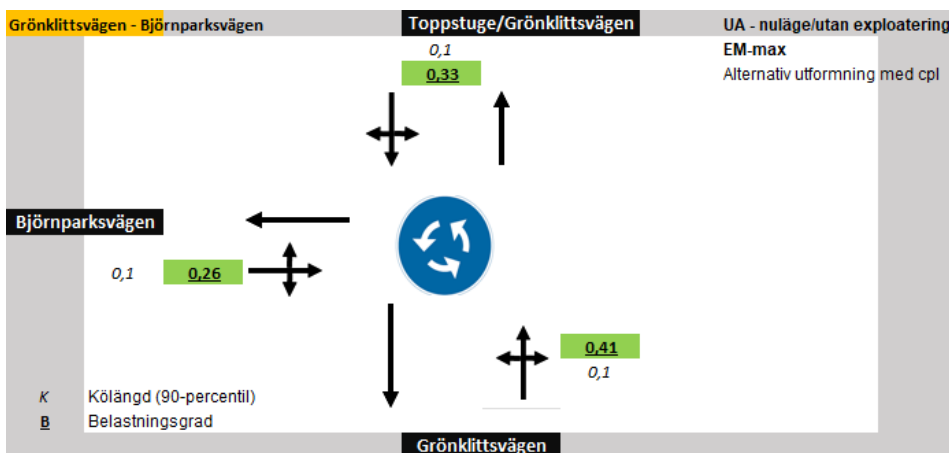 Grönklittsvägen - Björnparksvägen
Toppstuge/Grönklittsvägen
UA - nuläge/utan exploatering
EM-max
Alternativ utformning med cpl
0,1
0,33
Björnparksvägen
0,1 0,26
0,41
0,1
K Kölängd (90-percentil)
B Belastningsgrad
Grönklittsvägen